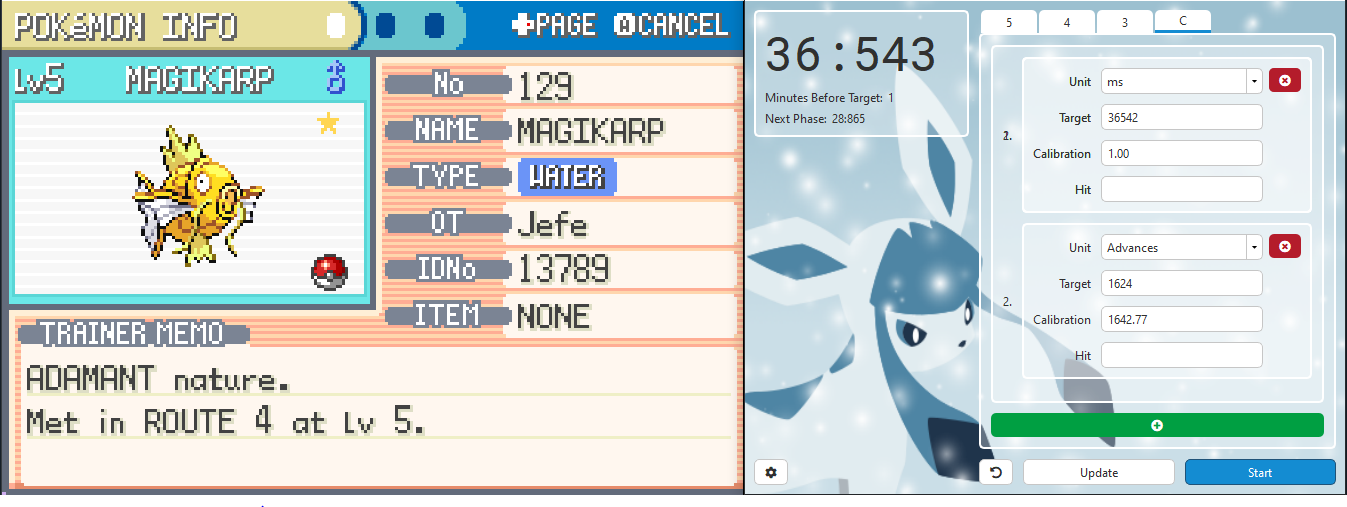 POKéMON INFO
PAGE
A CANCEL
Lv5 MAGIKARP ♂
No 129
NAME MAGIKARP
TYPE WATER
OT Jefe
IDNo 13789
ITEM NONE
TRAINER MEMO
ADAMANT nature.
Met in ROUTE 4 at Lv 5.
36:543
Minutes Before Target: 1
Next Phase: 28:865
5 4 3 C
1.
Unit ms
Target 36542
Calibration 1.00
Hit
2.
Unit Advances
Target 1624
Calibration 1642.77
Hit
Update
Start